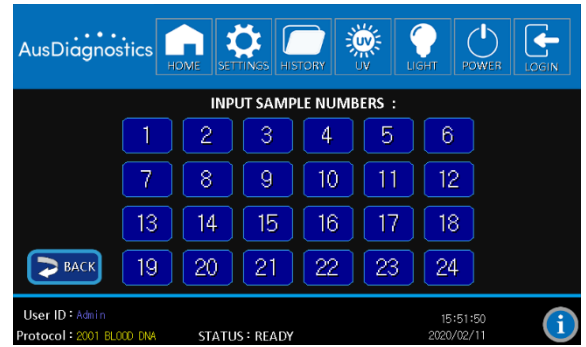 AusDiagnostics
HOME SETTINGS HISTORY UV UV LIGHT POWER LOGIN
INPUT SAMPLE NUMBERS :
1 2 3 4 5 6
7 8 9 10 11 12
13 14 15 16 17 18
BACK 19 20 21 22 23 24
User ID : Admin 15:51:50
Protocol : 2001 BLOOD DNA STATUS : READY 2020/02/11
i